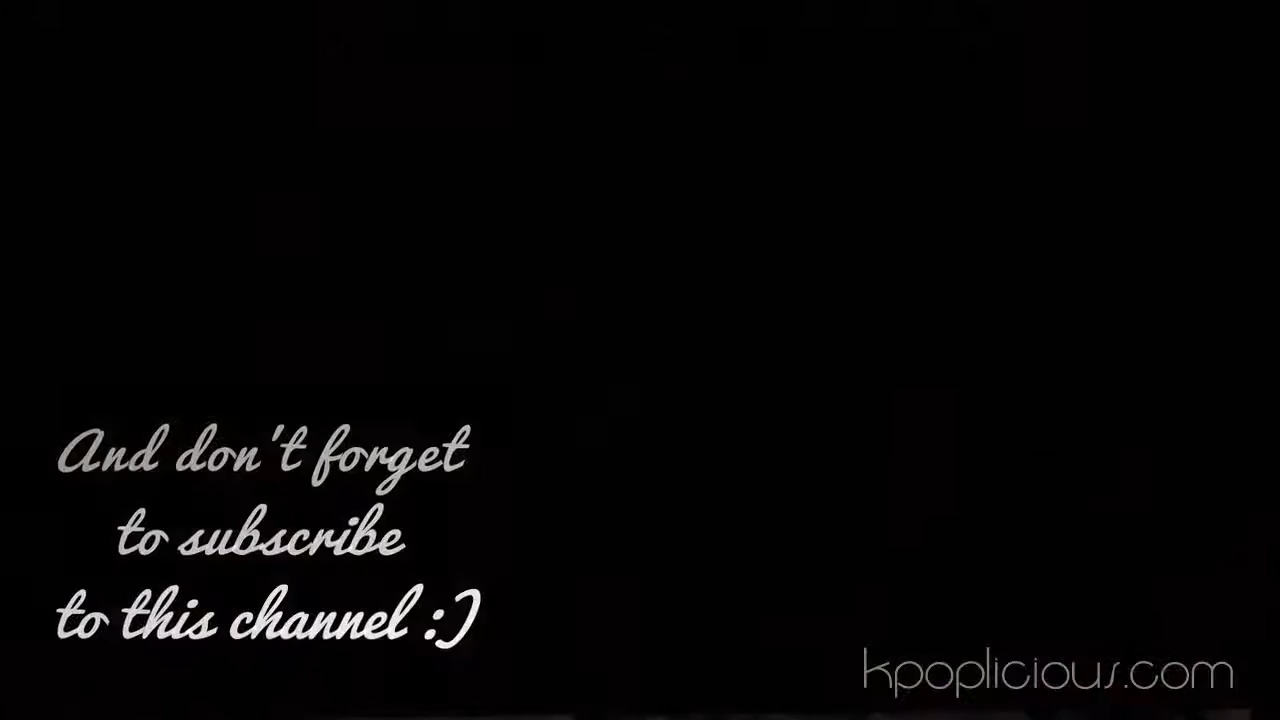 And don't forget
to subscribe
to this channel :)
kpoplicious.com